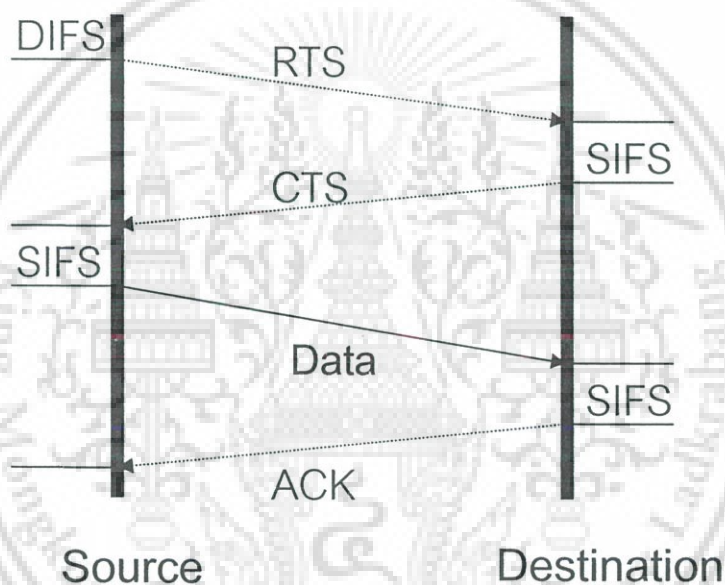 DIFS
RTS
SIFS
CTS
SIFS
Data
SIFS
ACK
Source
Destination